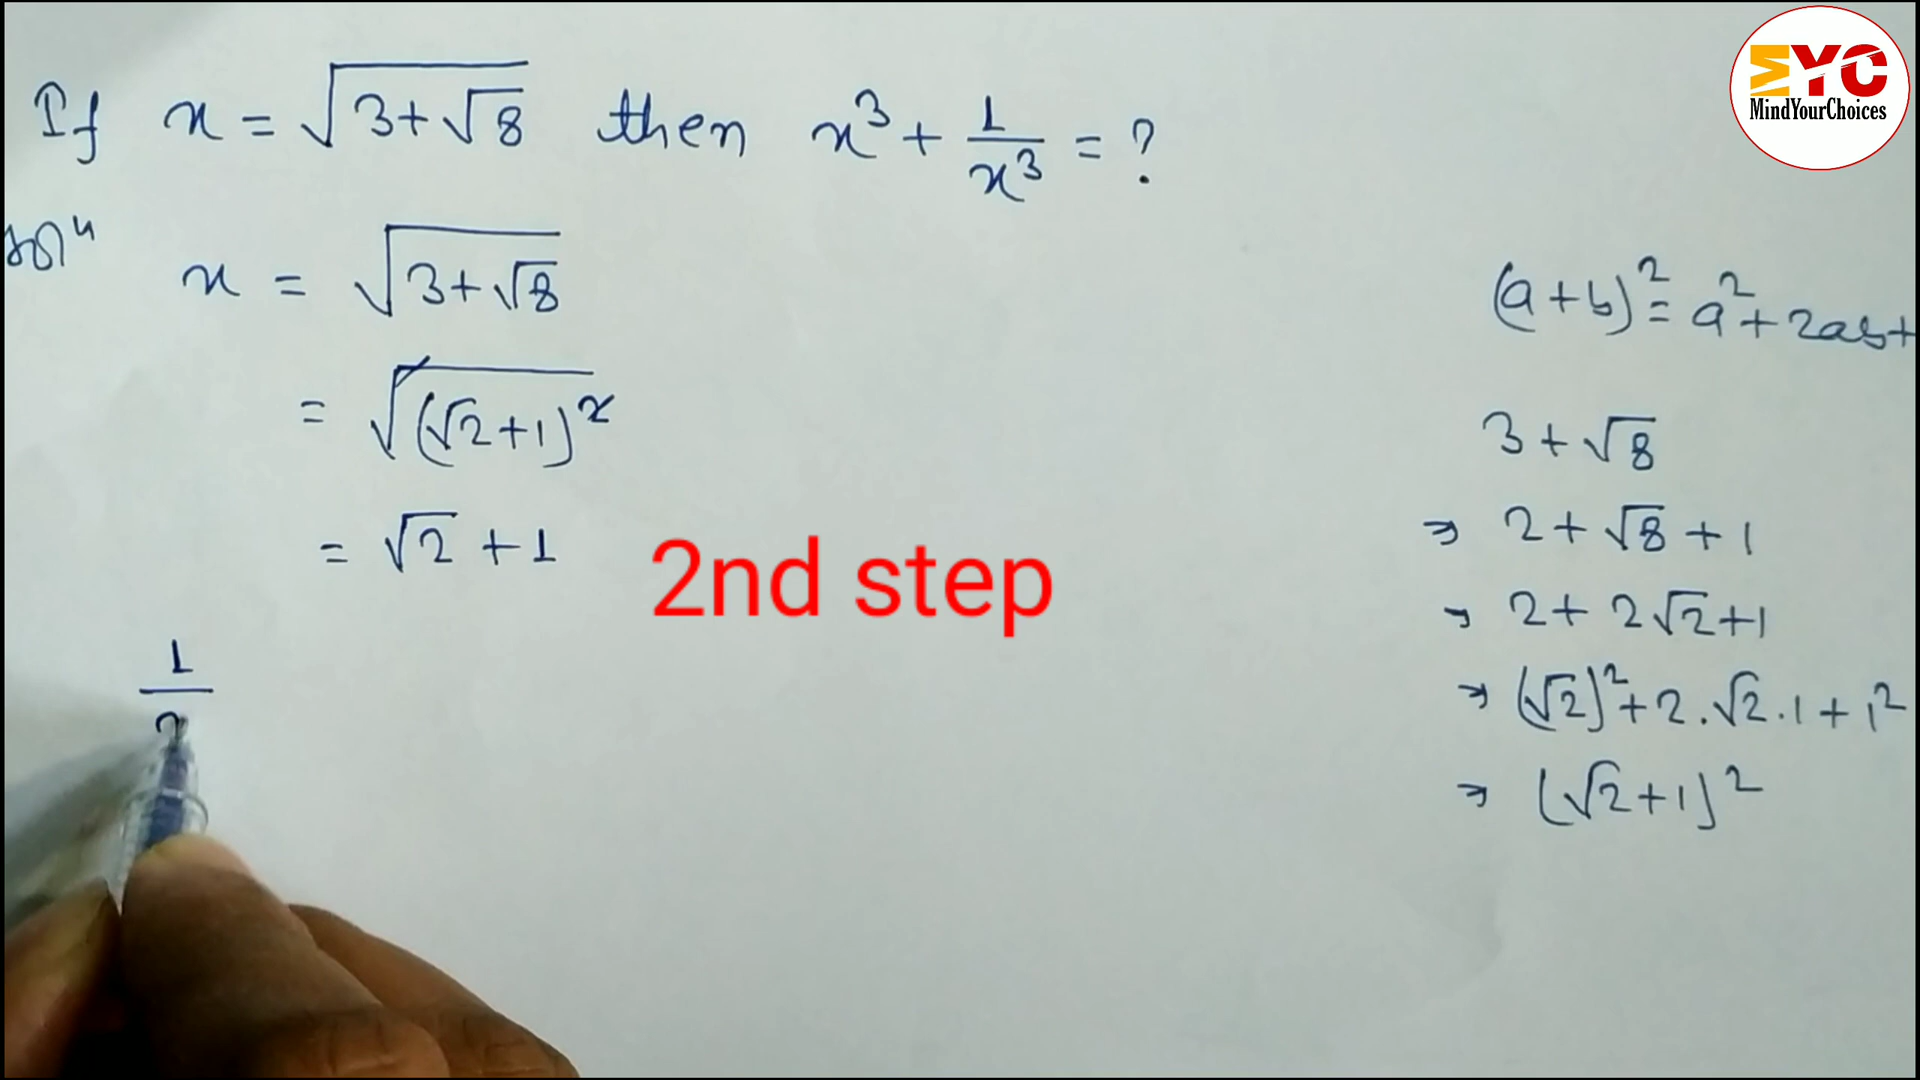 If x = √(3+√8) then x³ + 1/x³ = ?
Solⁿ
x = √(3+√8)
= √(√2+1)²
= √2 + 1
1
2nd step
(a+b)² = a² + 2ab +
3 + √8
⇒ 2 + √8 + 1
⇒ 2 + 2√2 + 1
⇒ (√2)² + 2.√2.1 + 1²
⇒ (√2+1)²
MYC
MindYourChoices